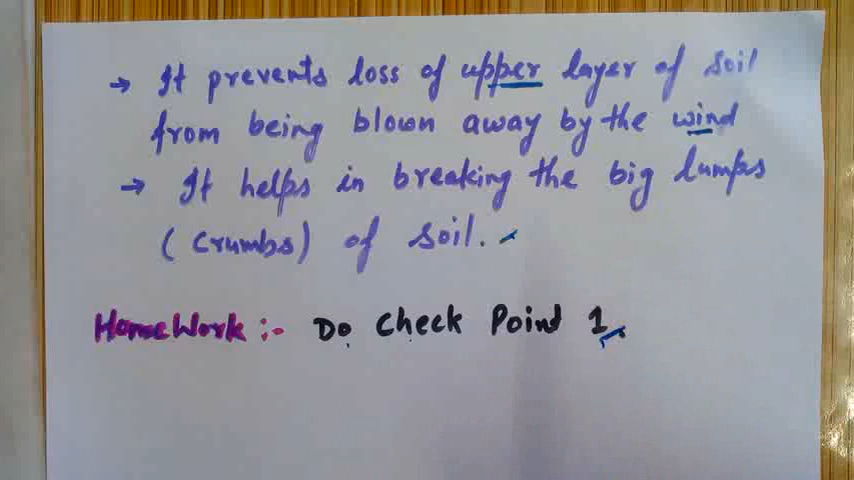 → It prevents loss of upper layer of soil
from being blown away by the wind
→ It helps in breaking the big lumps
(Crumbs) of soil.
HomeWork :- Do Check Point 1